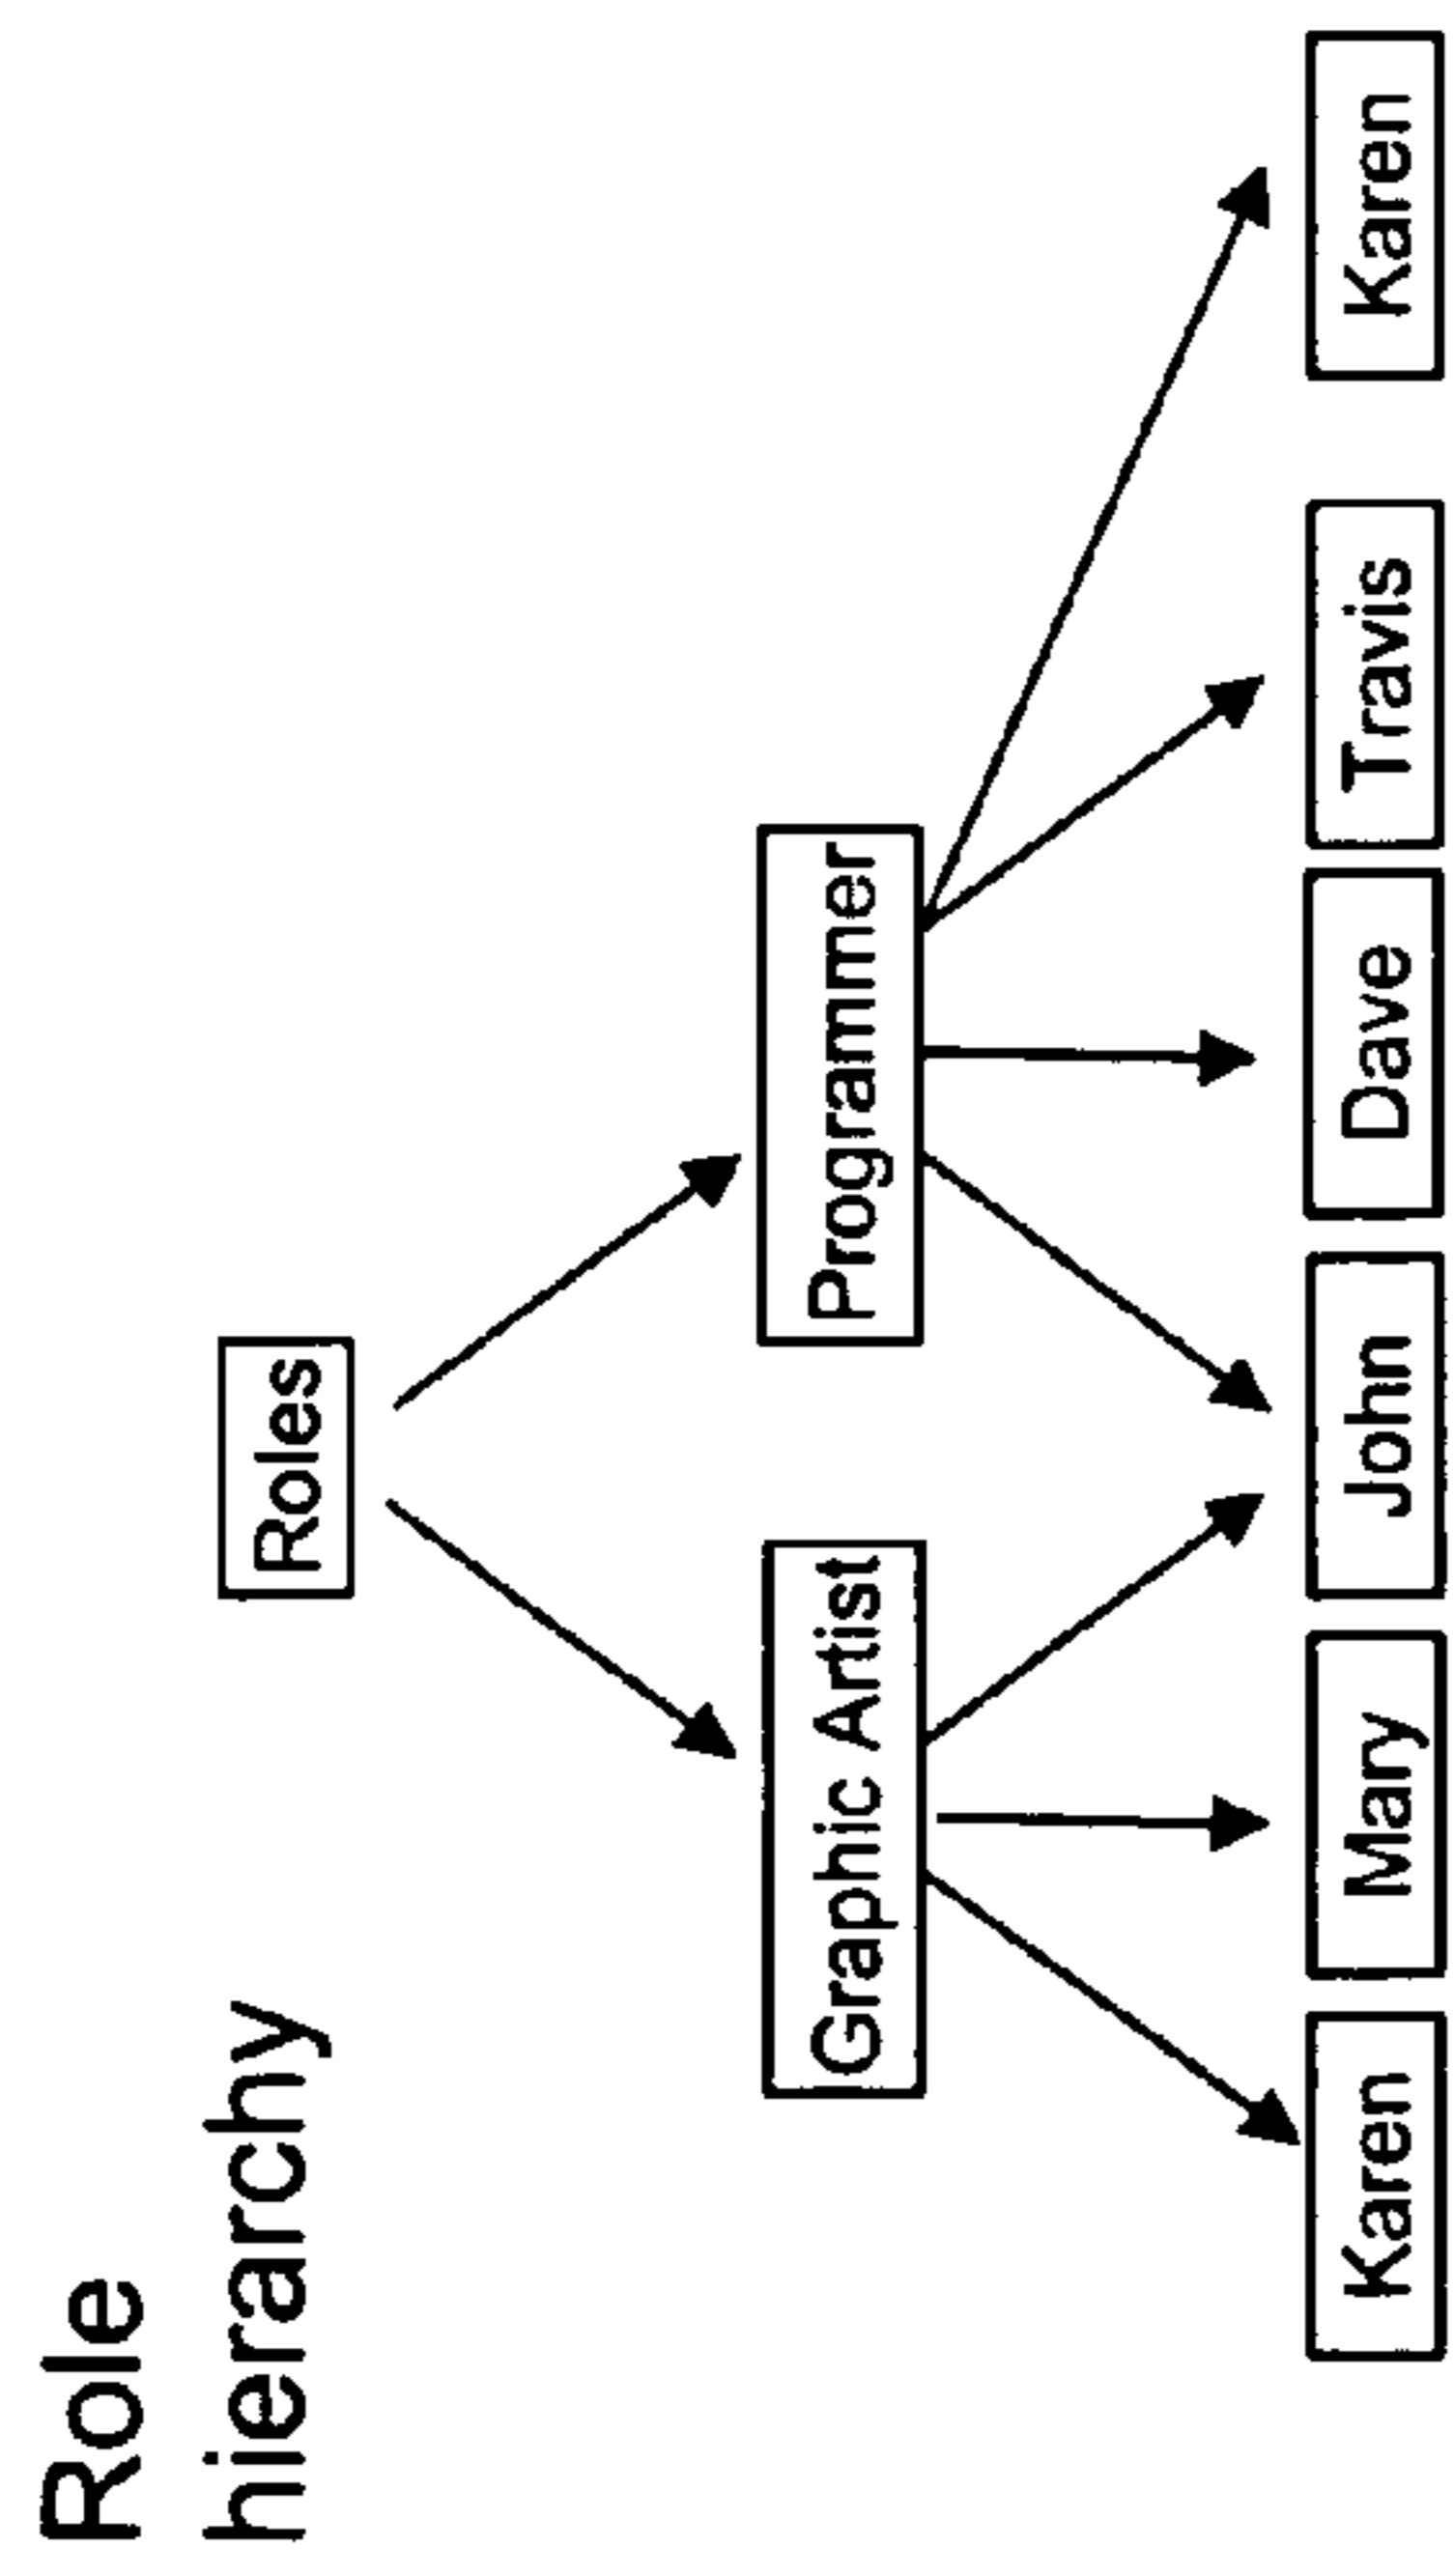 Role
hierarchy
Roles
Graphic Artist
Programmer
Karen
Mary
John
Dave
Travis
Karen